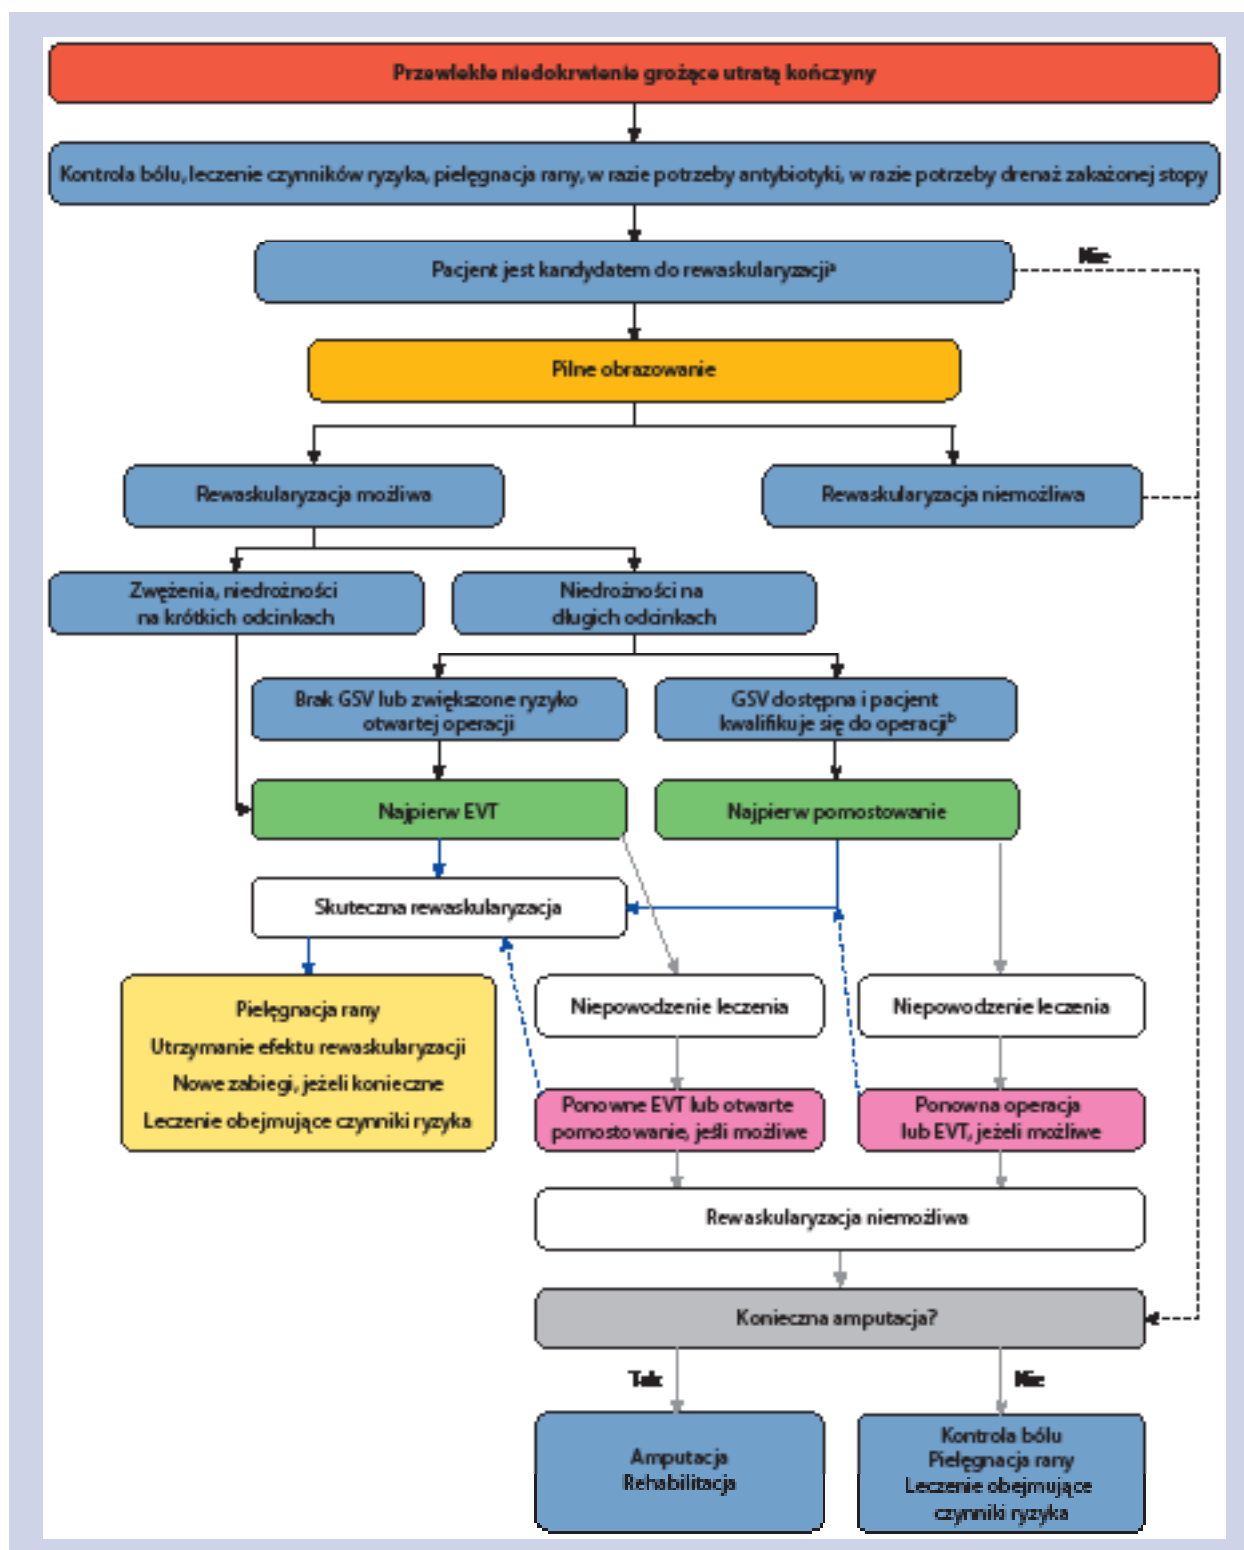 Przewlekłe niedokrwienie grożące utratą kończyny
Kontrola bólu, leczenie czynników ryzyka, pielęgnacja rany, w razie potrzeby antybiotyki, w razie potrzeby drenaż zakażonej stopy
Pacjent jest kandydatem do rewaskularyzacjiᵃ
Nie
Pilne obrazowanie
Rewaskularyzacja możliwa
Rewaskularyzacja niemożliwa
Zwężenia, niedrożności
na krótkich odcinkach
Niedrożności na
długich odcinkach
Brak GSV lub zwiększone ryzyko
otwartej operacji
GSV dostępna i pacjent
kwalifikuje się do operacjiᵇ
Najpierw EVT
Najpierw pomostowanie
Skuteczna rewaskularyzacja
Pielęgnacja rany
Utrzymanie efektu rewaskularyzacji
Nowe zabiegi, jeżeli konieczne
Leczenie obejmujące czynniki ryzyka
Niepowodzenie leczenia
Niepowodzenie leczenia
Ponowne EVT lub otwarte
pomostowanie, jeśli możliwe
Ponowna operacja
lub EVT, jeżeli możliwe
Rewaskularyzacja niemożliwa
Konieczna amputacja?
Tak
Nie
Amputacja
Rehabilitacja
Kontrola bólu
Pielęgnacja rany
Leczenie obejmujące
czynniki ryzyka